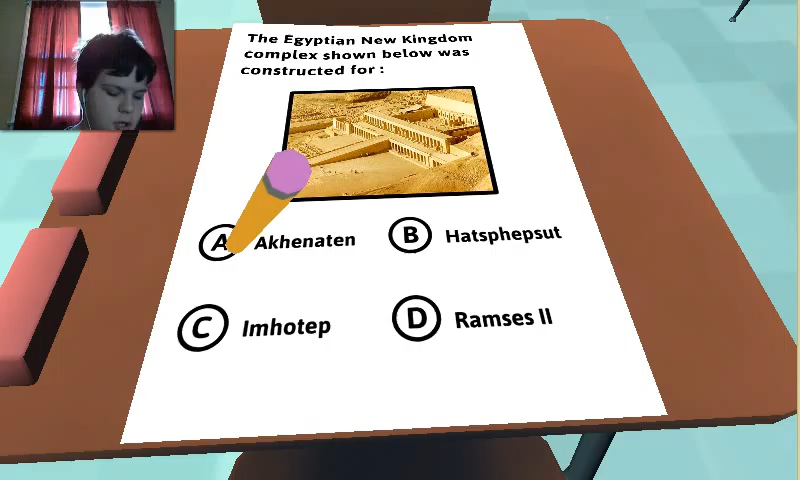 The Egyptian New Kingdom
complex shown below was
constructed for :
A Akhenaten
B Hatsphepsut
C Imhotep
D Ramses II